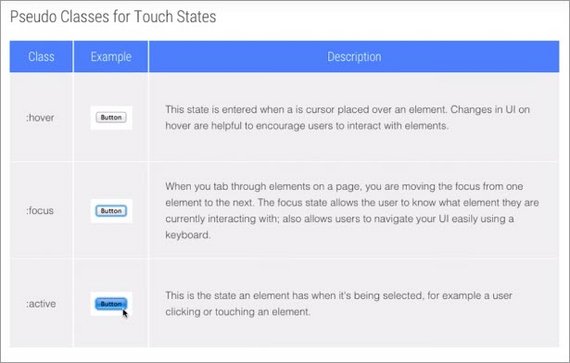 Pseudo Classes for Touch States
Class Example Description
:hover
Button
This state is entered when a is cursor placed over an element. Changes in UI on
hover are helpful to encourage users to interact with elements.
:focus
Button
When you tab through elements on a page, you are moving the focus from one
element to the next. The focus state allows the user to know what element they are
currently interacting with; also allows users to navigate your UI easily using a
keyboard.
:active
Button
This is the state an element has when it's being selected, for example a user
clicking or touching an element.